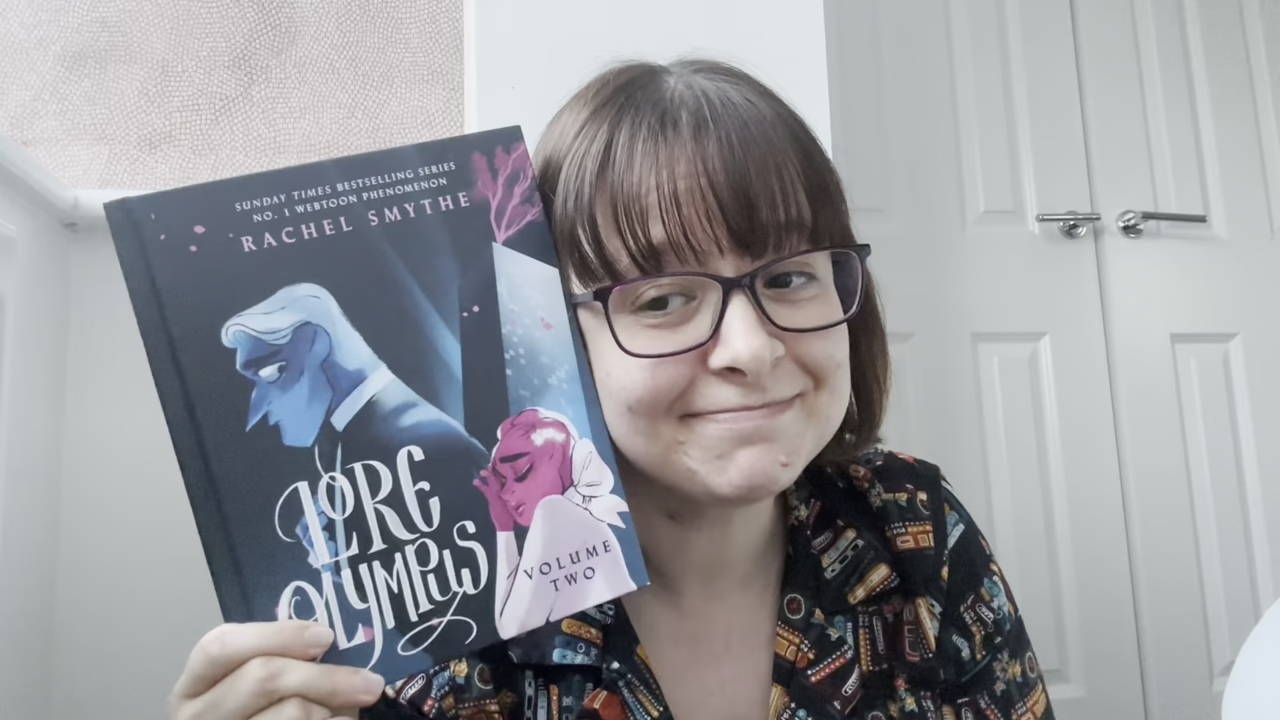 SUNDAY TIMES BESTSELLING SERIES
NO. 1 WEBTOON PHENOMENON
RACHEL SMYTHE
LORE
OLYMPUS
VOLUME
TWO